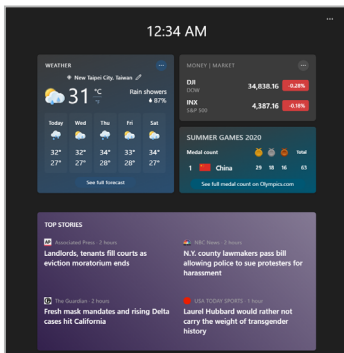 12:34 AM
WEATHER
New Taipei City, Taiwan
31 °C
°F
Rain showers
87%
Today Wed Thu Fri Sat
32° 32° 34° 33° 34°
27° 27° 28° 28° 27°
See full forecast
MONEY | MARKET
DJI
DOW
34,838.16 -0.28%
INX
S&P 500
4,387.16 -0.18%
SUMMER GAMES 2020
Medal count Total
1 China 29 18 16 63
See full medal count on Olympics.com
TOP STORIES
AP Associated Press · 2 hours
Landlords, tenants fill courts as
eviction moratorium ends
NBC News · 2 hours
N.Y. county lawmakers pass bill
allowing police to sue protesters for
harassment
The Guardian · 2 hours
Fresh mask mandates and rising Delta
cases hit California
USA TODAY SPORTS · 1 hour
Laurel Hubbard would rather not
carry the weight of transgender
history